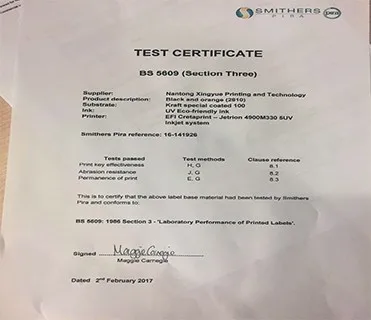 SMITHERS
PIRA
pira
TEST CERTIFICATE
BS 5609 (Section Three)
Supplier: Nantong Xingyue Printing and Technology
Product description: Black and orange (2810)
Substrate: Kraft special coated 100
Ink: UV Eco-friendly ink
Printer: EFI Cretaprint – Jetrion 4900M330 SUV
Inkjet system
Smithers Pira reference: 16-141926
Tests passed Test methods Clause reference
Print key effectiveness H, G 8.1
Abrasion resistance J, G 8.2
Permanence of print E, G 8.3
This is to certify that the above label base material had been tested by Smithers
Pira and conforms to:
BS 5609: 1986 Section 3 - 'Laboratory Performance of Printed Labels'.
Signed Maggie Carnegie
Maggie Carnegie
Dated 2nd February 2017